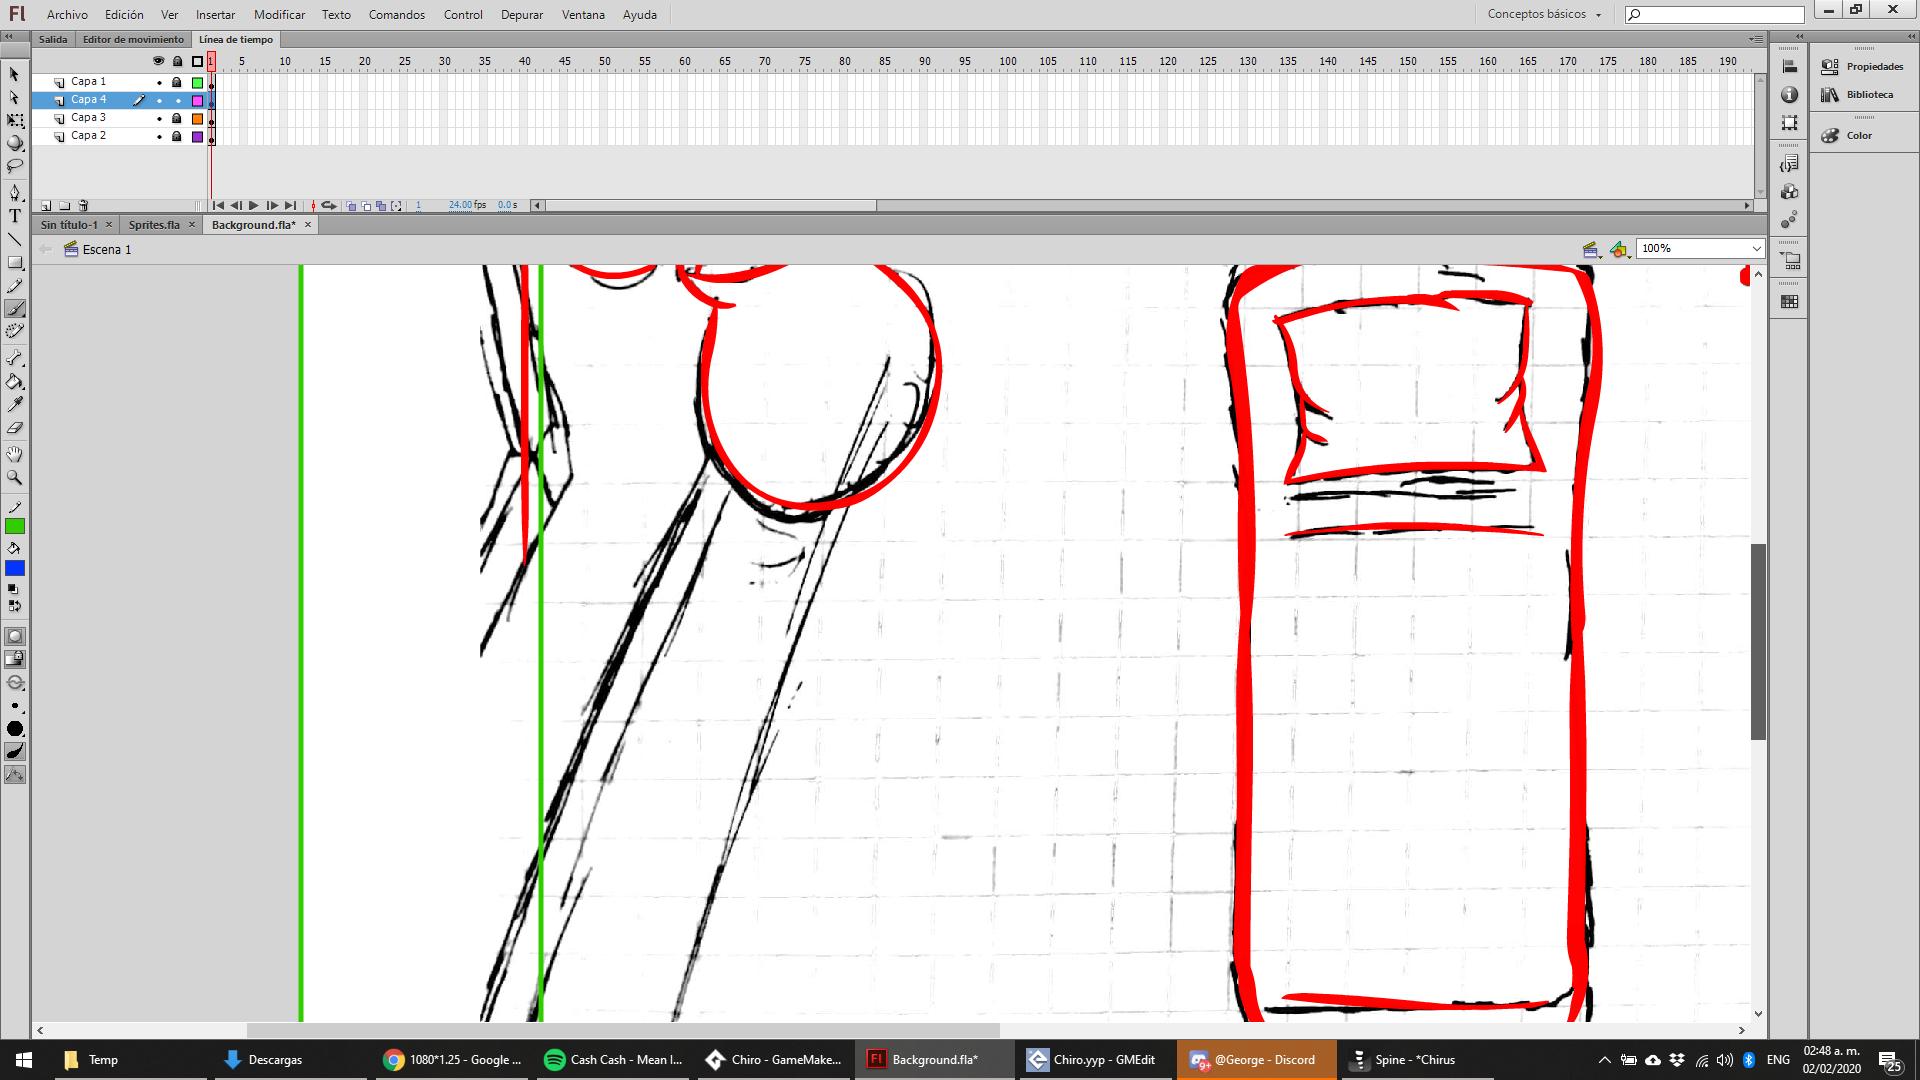 Fl Archivo Edición Ver Insertar Modificar Texto Comandos Control Depurar Ventana Ayuda Conceptos básicos
Salida Editor de movimiento Línea de tiempo
1 5 10 15 20 25 30 35 40 45 50 55 60 65 70 75 80 85 90 95 100 105 110 115 120 125 130 135 140 145 150 155 160 165 170 175 180 185 190
Capa 1
Capa 4
Capa 3
Capa 2
1 24.00 fps 0.0 s
Sin título-1 × Sprites.fla × Background.fla* ×
Escena 1 100%
Propiedades
Biblioteca
Color
T
Temp Descargas 1080*1.25 - Google ... Cash Cash - Mean I... Chiro - GameMake... Fl Background.fla* Chiro.yyp - GMEdit 9+ @George - Discord Spine - *Chirus ENG 02:48 a. m.
02/02/2020 25